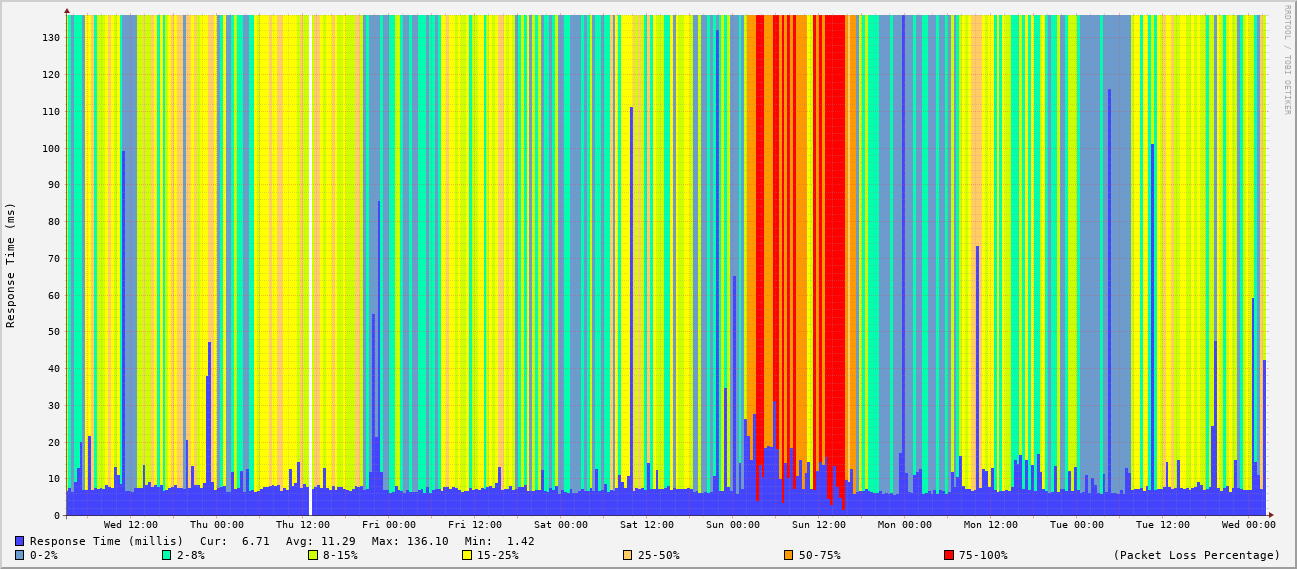 RRDTOOL / TOBI OETIKER
Response Time (ms)
130
120
110
100
90
80
70
60
50
40
30
20
10
0
Wed 12:00 Thu 00:00 Thu 12:00 Fri 00:00 Fri 12:00 Sat 00:00 Sat 12:00 Sun 00:00 Sun 12:00 Mon 00:00 Mon 12:00 Tue 00:00 Tue 12:00 Wed 00:00
Response Time (millis) Cur: 6.71 Avg: 11.29 Max: 136.10 Min: 1.42
0-2% 2-8% 8-15% 15-25% 25-50% 50-75% 75-100% (Packet Loss Percentage)